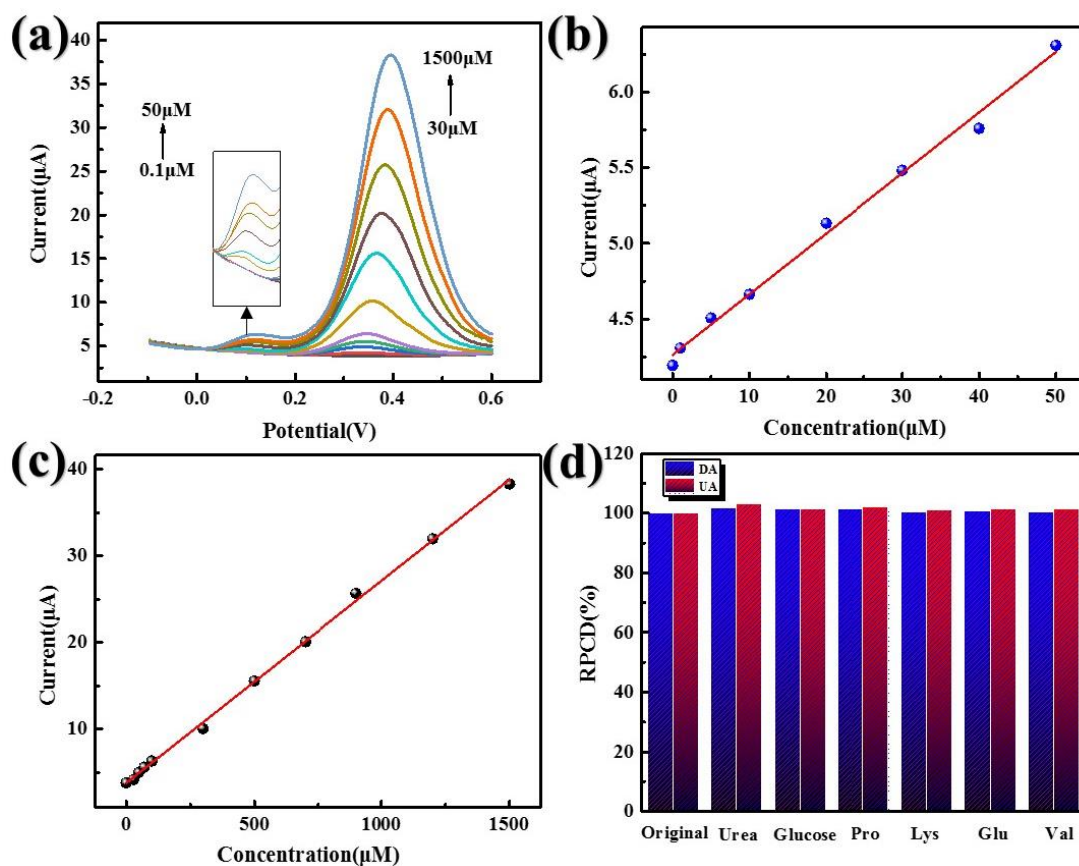 (a)
40
35
30
25
20
15
10
5
Current(μA)
-0.2
0.0
0.2
0.4
0.6
Potential(V)
50μM
0.1μM
1500μM
30μM
(b)
6.0
5.5
5.0
4.5
Current(μA)
0
10
20
30
40
50
Concentration(μM)
(c)
40
30
20
10
Current(μA)
0
500
1000
1500
Concentration(μM)
(d)
120
100
80
60
40
20
0
RPCD(%)
DA
UA
Original Urea Glucose Pro Lys Glu Val